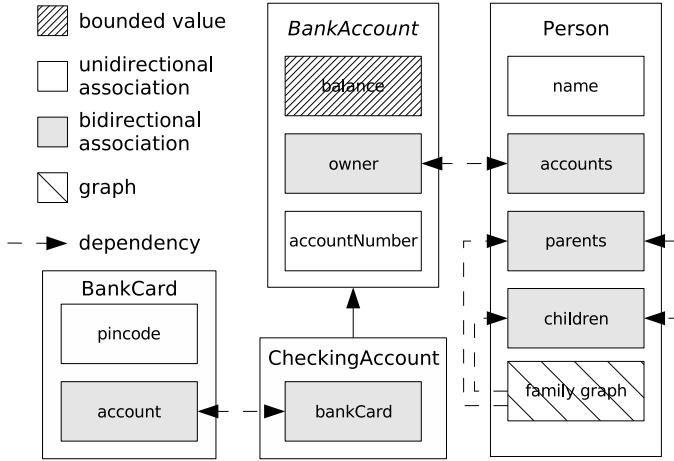 bounded value
unidirectional
association
bidirectional
association
graph
dependency
BankAccount
balance
owner
accountNumber
Person
name
accounts
parents
children
family graph
BankCard
pincode
account
CheckingAccount
bankCard